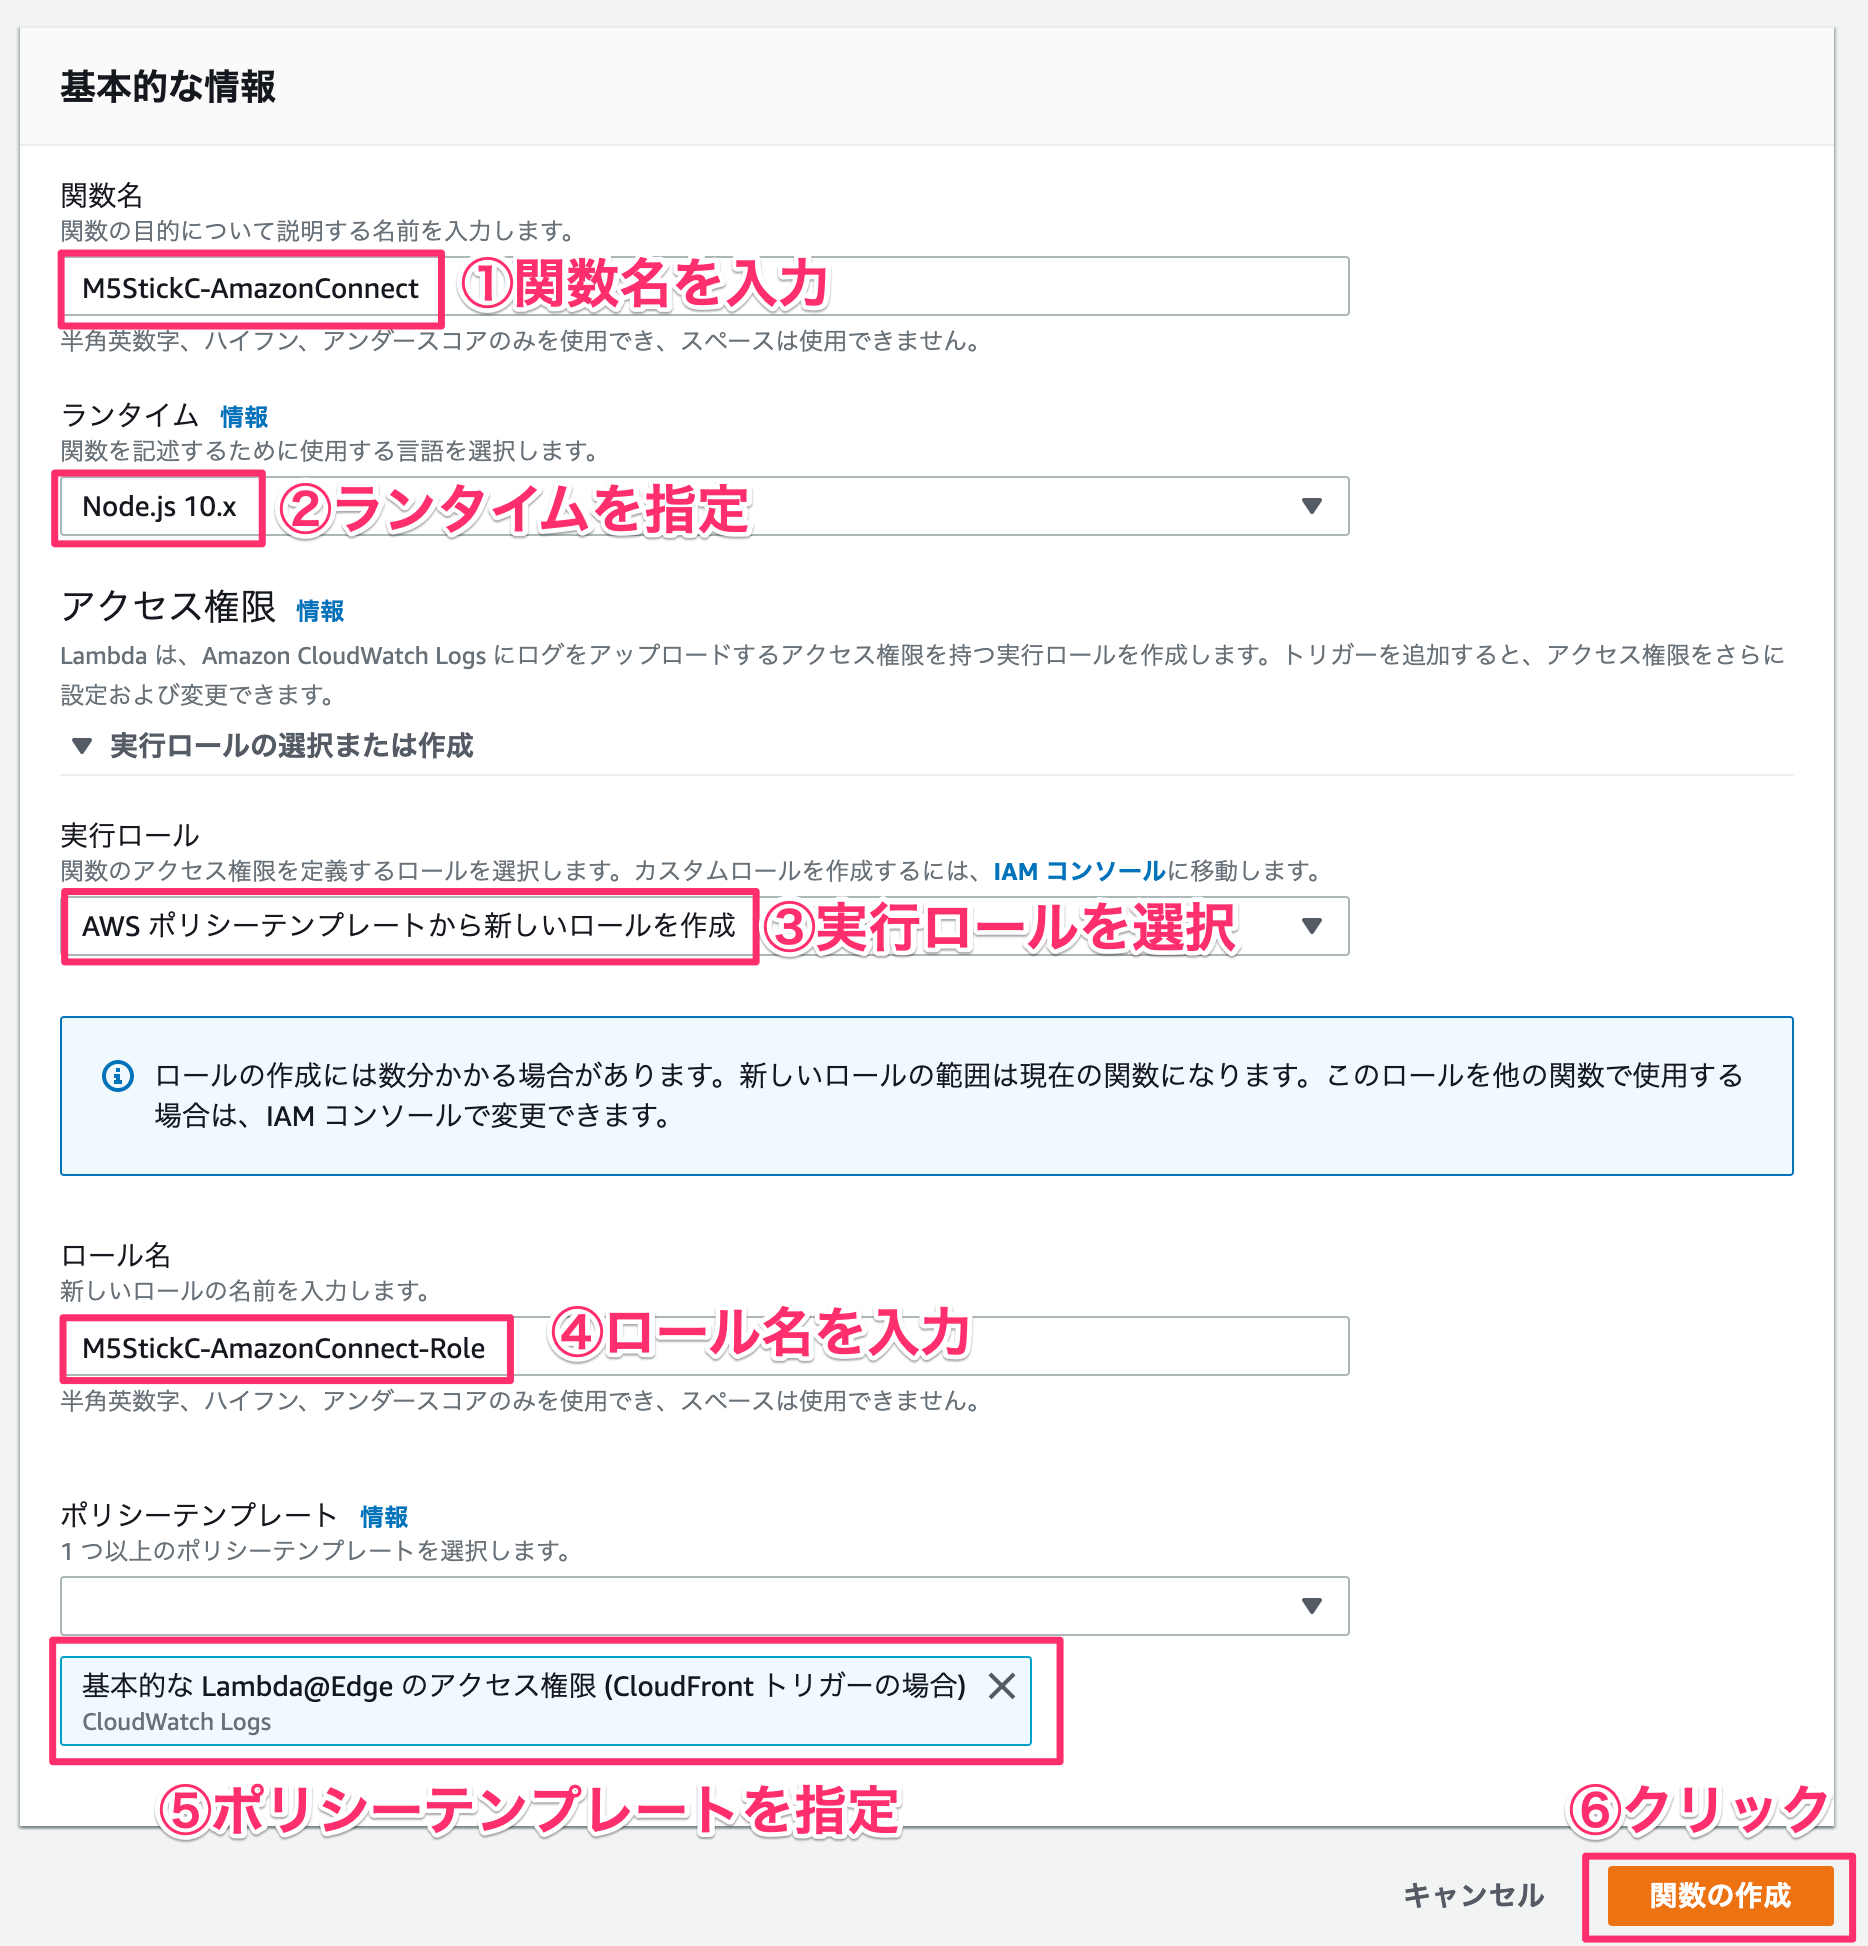 基本的な情報
関数名
関数の目的について説明する名前を入力します。
M5StickC-AmazonConnect ①関数名を入力
半角英数字、ハイフン、アンダースコアのみを使用でき、スペースは使用できません。
ランタイム 情報
関数を記述するために使用する言語を選択します。
Node.js 10.x ②ランタイムを指定
アクセス権限 情報
Lambda は、Amazon CloudWatch Logs にログをアップロードするアクセス権限を持つ実行ロールを作成します。トリガーを追加すると、アクセス権限をさらに
設定および変更できます。
▼ 実行ロールの選択または作成
実行ロール
関数のアクセス権限を定義するロールを選択します。カスタムロールを作成するには、IAM コンソールに移動します。
AWS ポリシーテンプレートから新しいロールを作成 ③実行ロールを選択
ロールの作成には数分かかる場合があります。新しいロールの範囲は現在の関数になります。このロールを他の関数で使用する
場合は、IAM コンソールで変更できます。
ロール名
新しいロールの名前を入力します。
M5StickC-AmazonConnect-Role ④ロール名を入力
半角英数字、ハイフン、アンダースコアのみを使用でき、スペースは使用できません。
ポリシーテンプレート 情報
1 つ以上のポリシーテンプレートを選択します。
基本的な Lambda@Edge のアクセス権限 (CloudFront トリガーの場合)
CloudWatch Logs
⑤ポリシーテンプレートを指定
⑥クリック
キャンセル 関数の作成